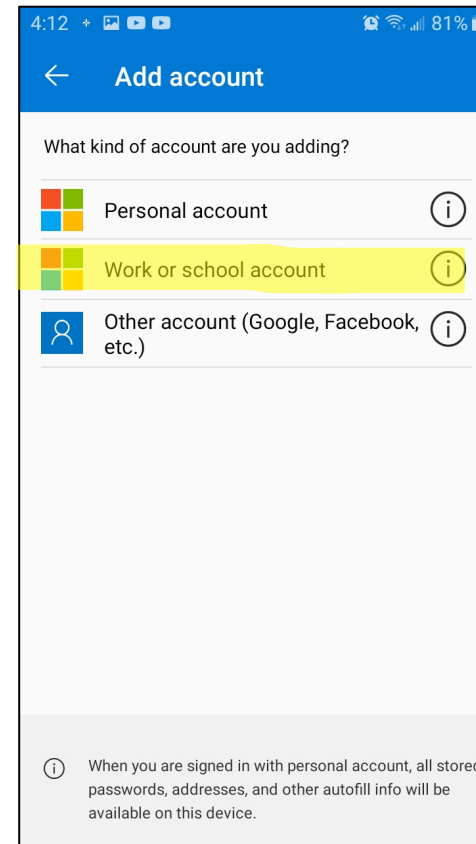 4:12 81%
Add account
What kind of account are you adding?
Personal account
Work or school account
Other account (Google, Facebook,
etc.)
When you are signed in with personal account, all stored
passwords, addresses, and other autofill info will be
available on this device.